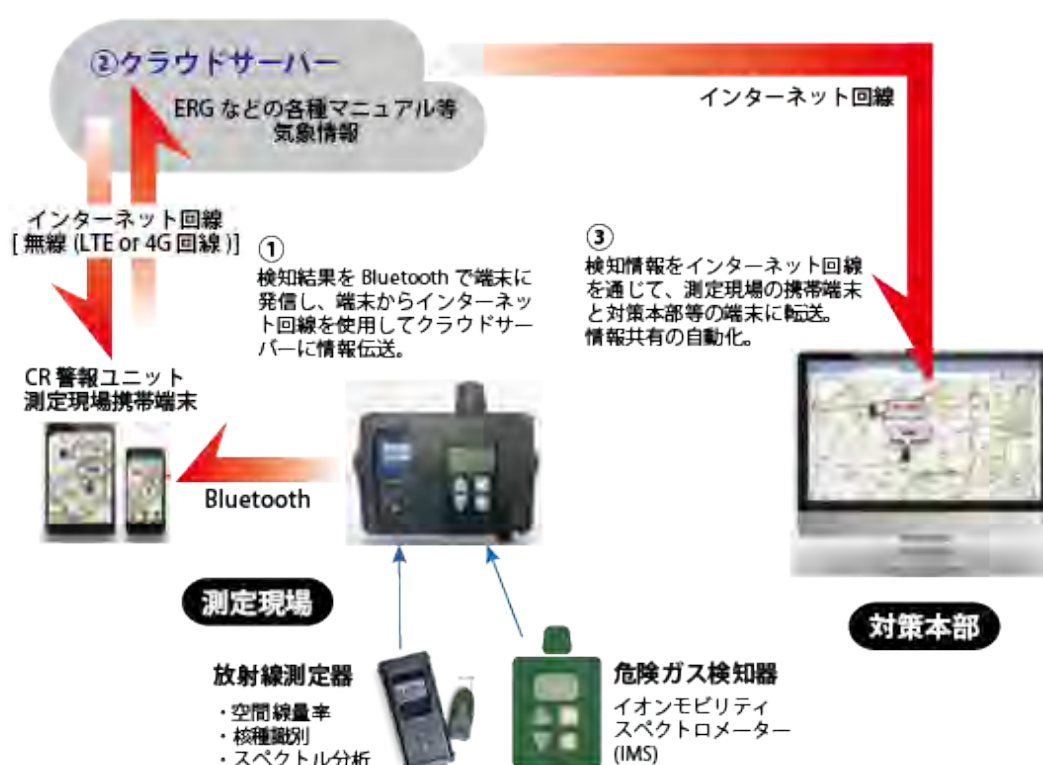 ②クラウドサーバー
ERG などの各種マニュアル等
気象情報
インターネット回線
インターネット回線
[ 無線 (LTE or 4G 回線 )]
①
検知結果を Bluetooth で端末に
発信し、端末からインターネッ
ト回線を使用してクラウドサー
バーに情報伝送。
③
検知情報をインターネット回線
を通じて、測定現場の携帯端末
と対策本部等の端末に転送。
情報共有の自動化。
CR 警報ユニット
測定現場携帯端末
Bluetooth
測定現場
対策本部
放射線測定器
・空間線量率
・核種識別
・スペクトル分析
危険ガス検知器
イオンモビリティ
スペクトロメーター
(IMS)